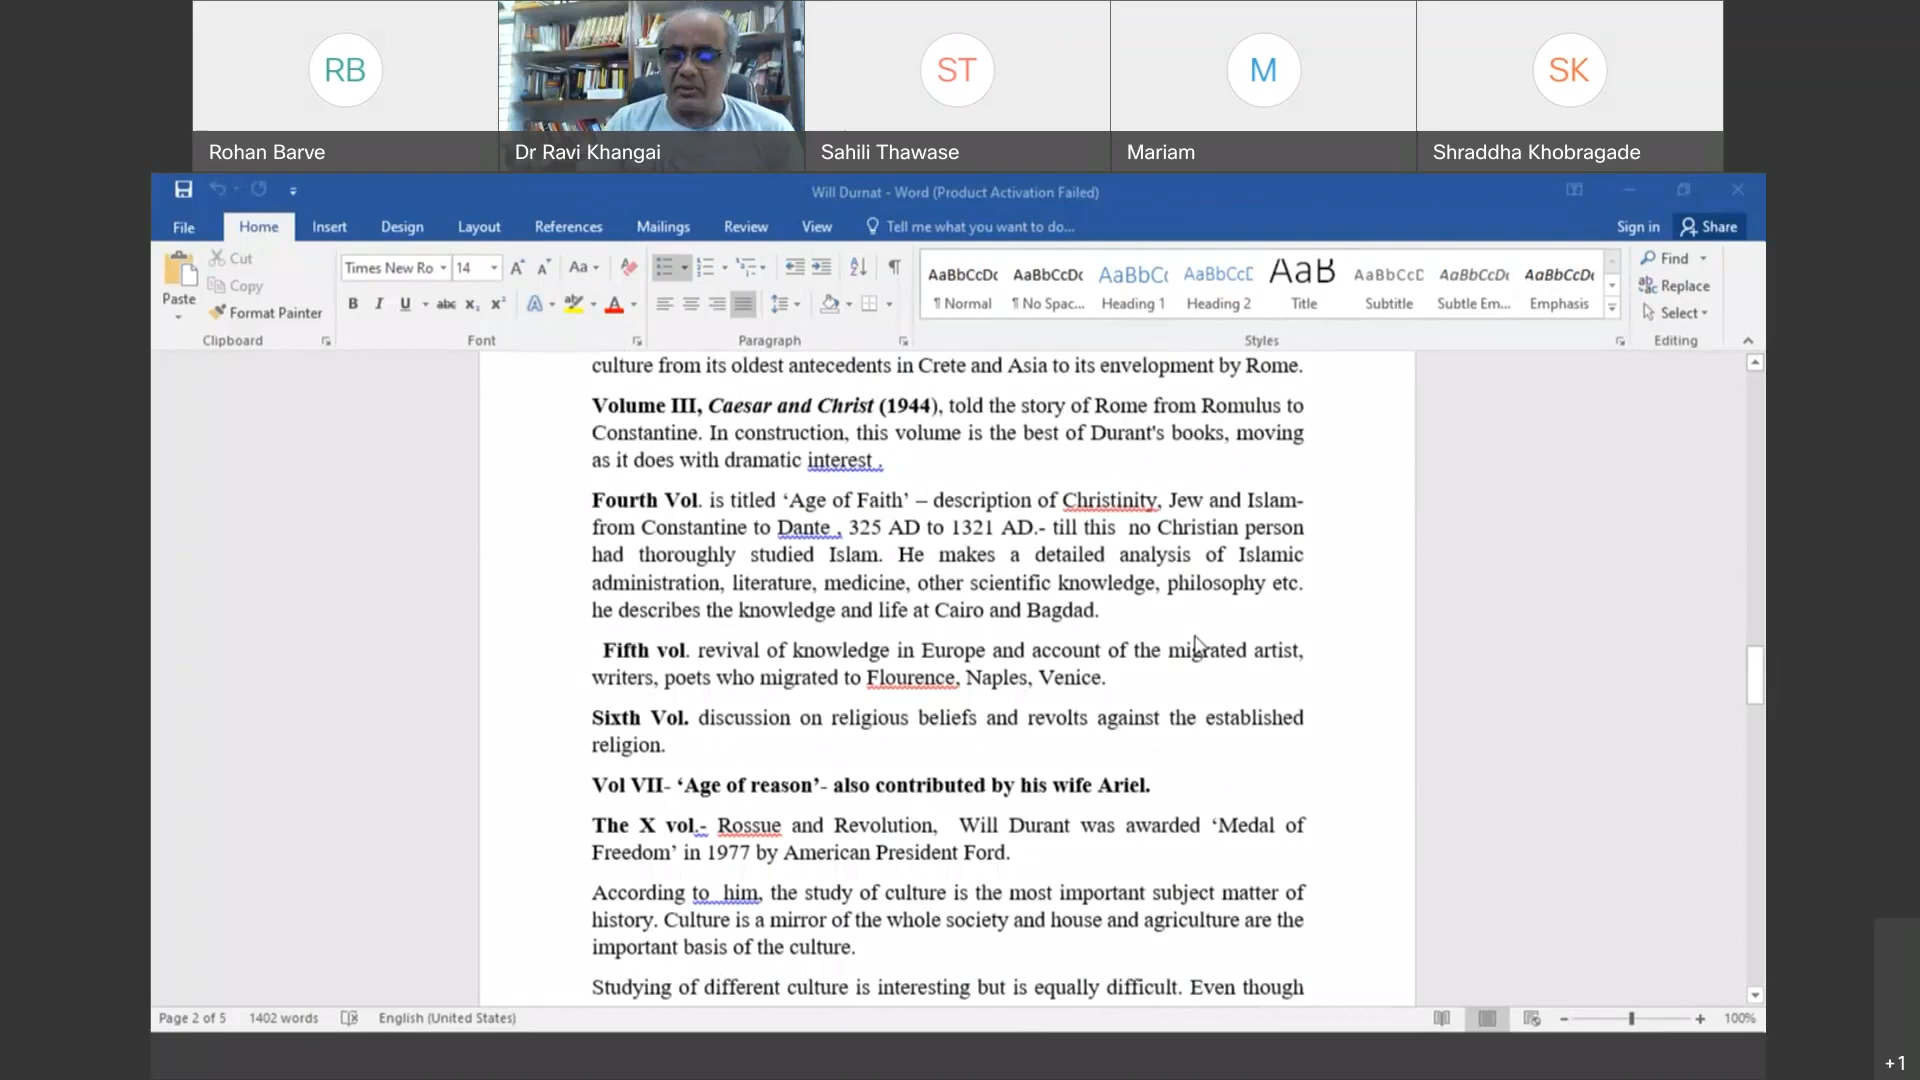 RB
ST
M
SK
Rohan Barve
Dr Ravi Khangai
Sahili Thawase
Mariam
Shraddha Khobragade
Will Durnat - Word (Product Activation Failed)
File Home Insert Design Layout References Mailings Review View Tell me what you want to do... Sign in Share
Paste
Cut
Copy
Format Painter
Clipboard
Times New Ro 14
Aa
B I U abc X₂ X² A ab A
Font
Paragraph
AaBbCcDc AaBbCcDc AaBbCc AaBbCcD AaB AaBbCcD AaBbCcDc AaBbCcDc
¶ Normal ¶ No Spac... Heading 1 Heading 2 Title Subtitle Subtle Em... Emphasis
Styles
Find
Replace
Select
Editing
culture from its oldest antecedents in Crete and Asia to its envelopment by Rome.
Volume III, Caesar and Christ (1944), told the story of Rome from Romulus to
Constantine. In construction, this volume is the best of Durant's books, moving
as it does with dramatic interest .
Fourth Vol. is titled ‘Age of Faith’ – description of Christinity, Jew and Islam-
from Constantine to Dante , 325 AD to 1321 AD.- till this no Christian person
had thoroughly studied Islam. He makes a detailed analysis of Islamic
administration, literature, medicine, other scientific knowledge, philosophy etc.
he describes the knowledge and life at Cairo and Bagdad.
Fifth vol. revival of knowledge in Europe and account of the migrated artist,
writers, poets who migrated to Flourence, Naples, Venice.
Sixth Vol. discussion on religious beliefs and revolts against the established
religion.
Vol VII- ‘Age of reason’- also contributed by his wife Ariel.
The X vol.- Rossue and Revolution, Will Durant was awarded ‘Medal of
Freedom’ in 1977 by American President Ford.
According to him, the study of culture is the most important subject matter of
history. Culture is a mirror of the whole society and house and agriculture are the
important basis of the culture.
Studying of different culture is interesting but is equally difficult. Even though
Page 2 of 5 1402 words English (United States) 100%
+1